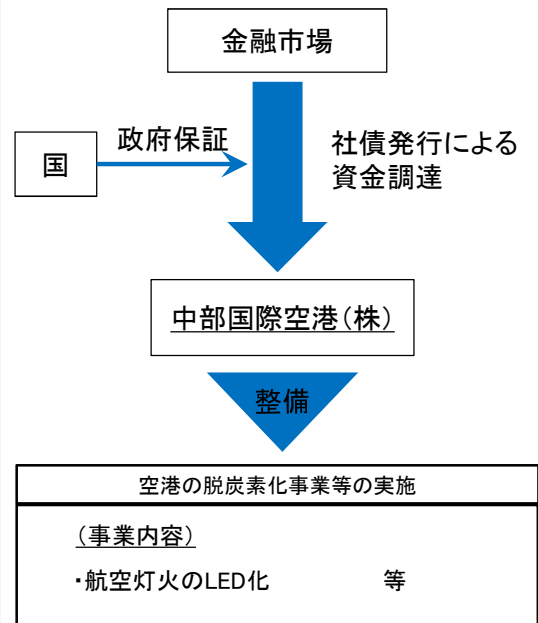 金融市場
政府保証
国
社債発行による
資金調達
中部国際空港（株）
整備
空港の脱炭素化事業等の実施
（事業内容）
・航空灯火のLED化　　　　等